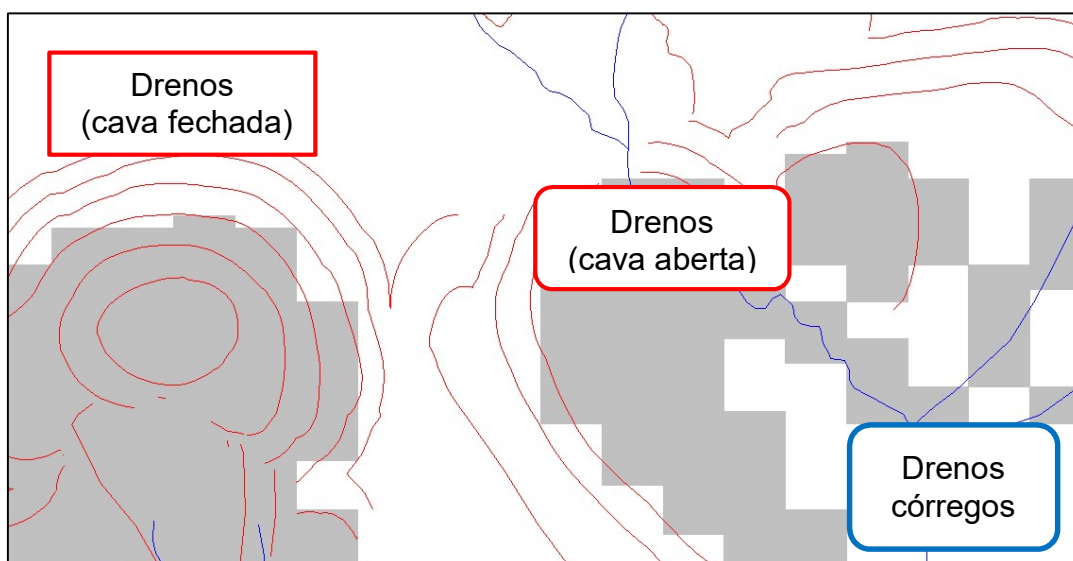 Drenos
(cava fechada)
Drenos
(cava aberta)
Drenos
córregos